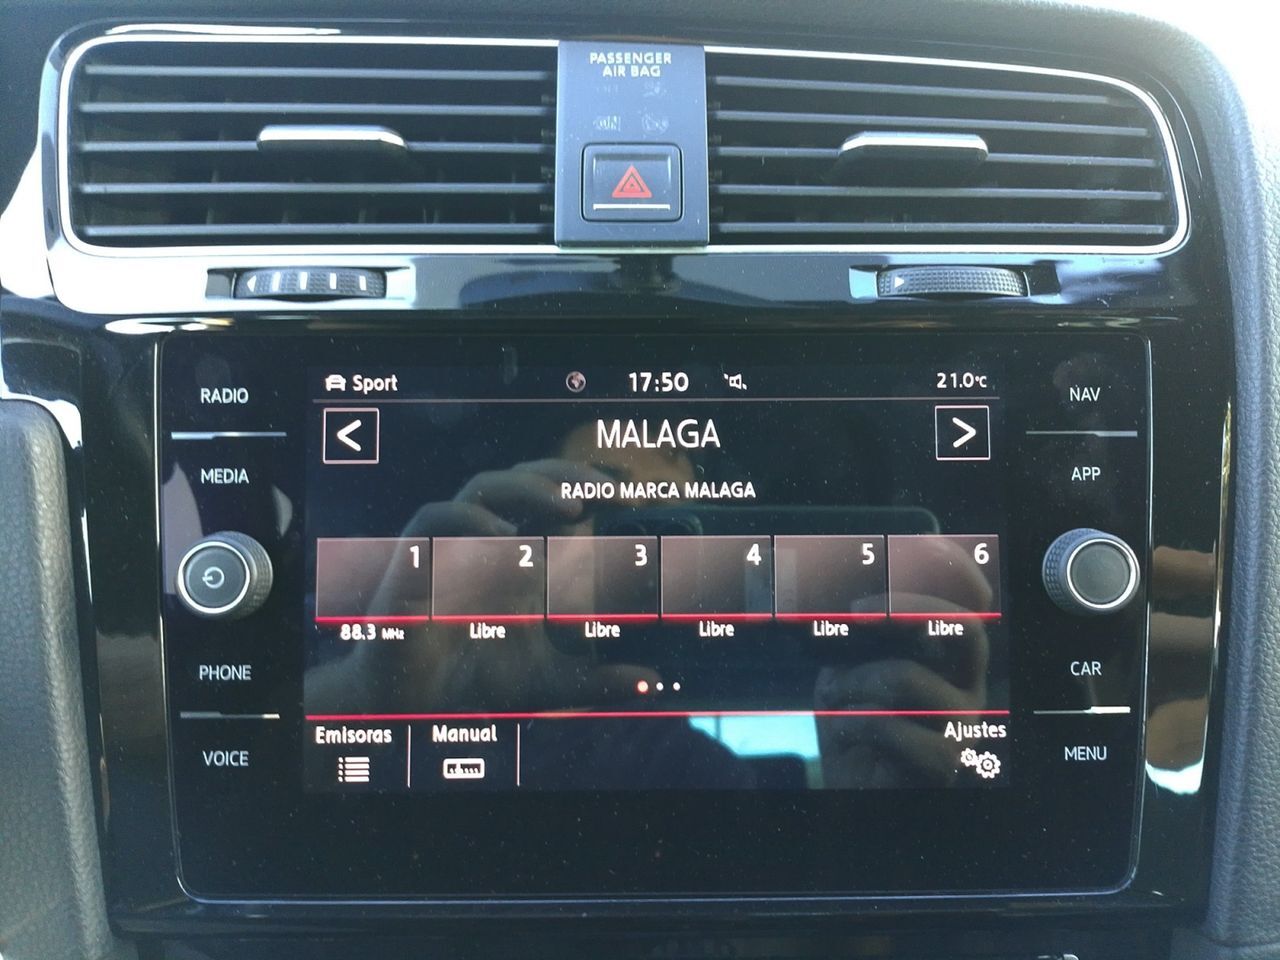 PASSENGER
AIR BAG
ON
RADIO
MEDIA
PHONE
VOICE
Sport 17:50 21.0°C
< MALAGA >
RADIO MARCA MALAGA
1 2 3 4 5 6
88.3 MHz Libre Libre Libre Libre Libre
Emisoras Manual Ajustes
NAV
APP
CAR
MENU